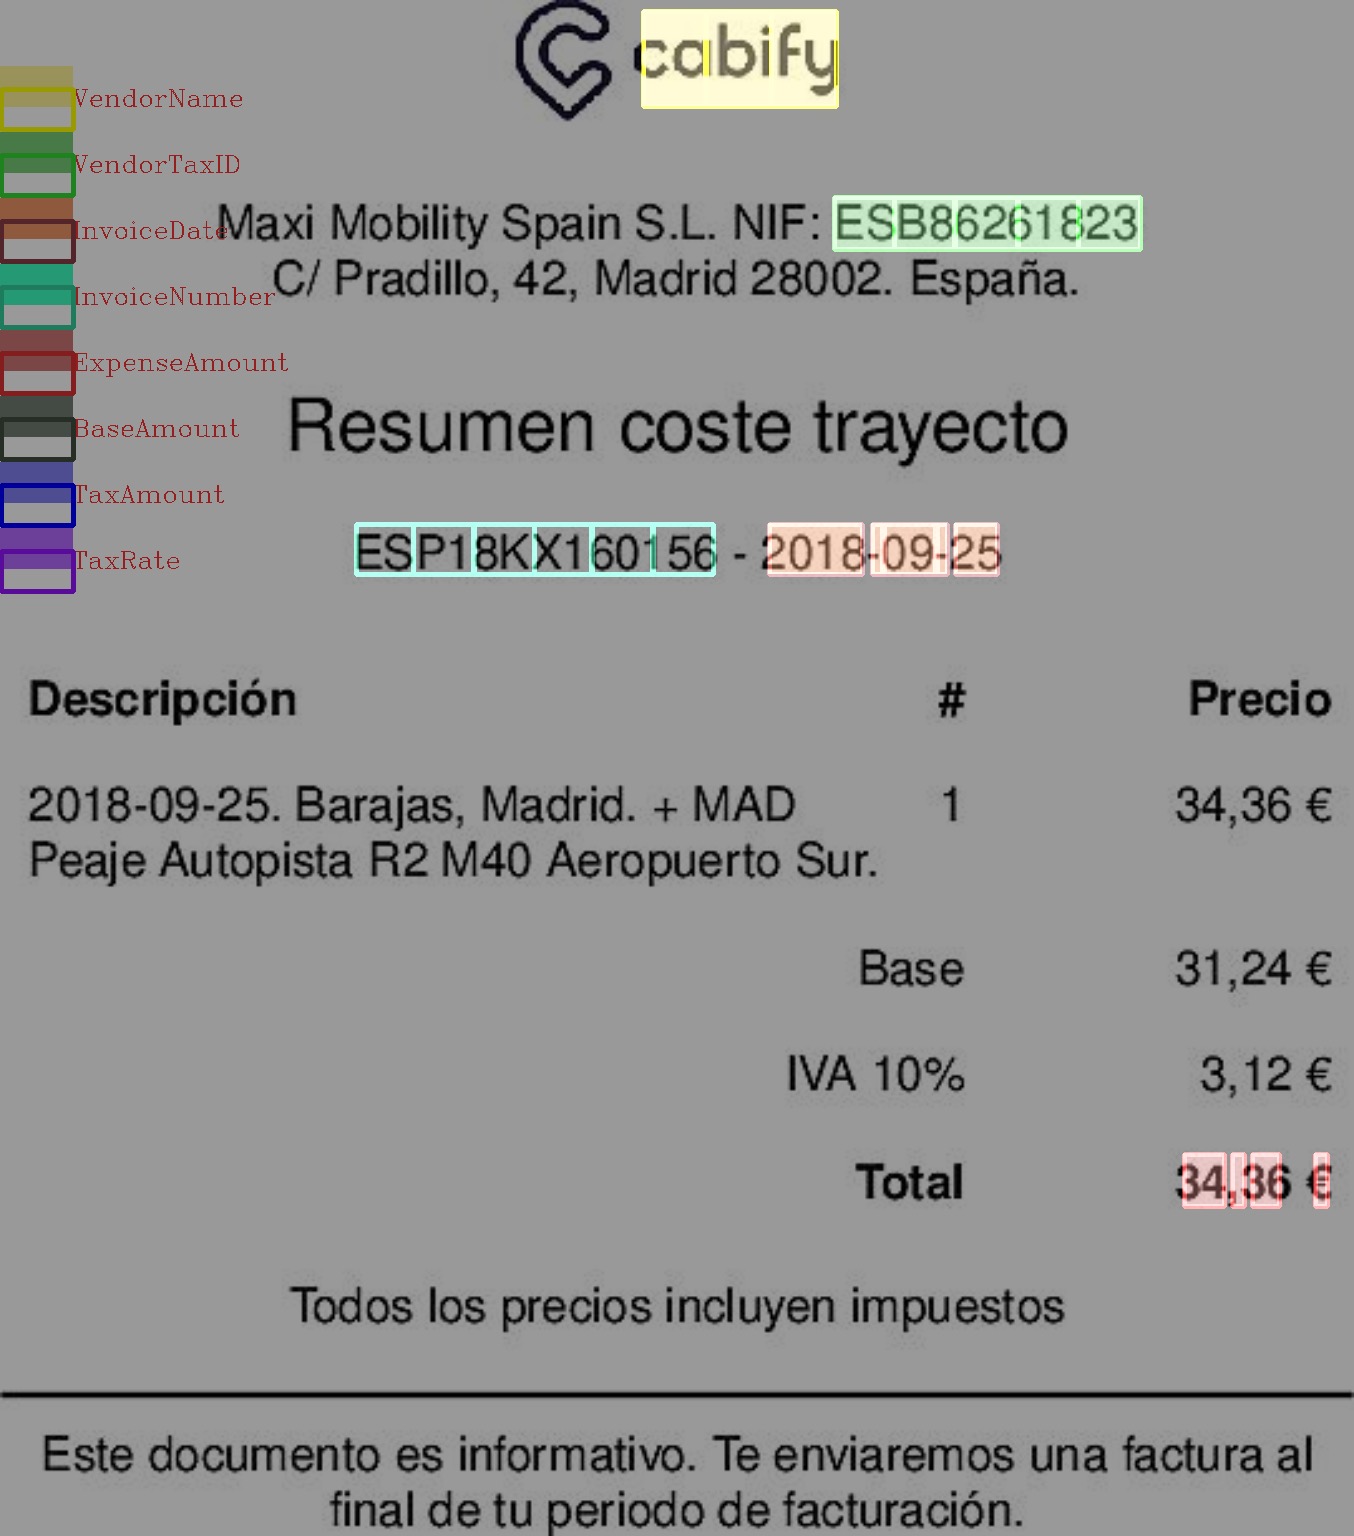 cabify
VendorName
VendorTaxID
InvoiceDate
InvoiceNumber
ExpenseAmount
BaseAmount
TaxAmount
TaxRate
Maxi Mobility Spain S.L. NIF: ESB86261823
C/ Pradillo, 42, Madrid 28002. España.
Resumen coste trayecto
ESP18KX160156 - 2018-09-25
Descripción # Precio
2018-09-25. Barajas, Madrid. + MAD 1 34,36 €
Peaje Autopista R2 M40 Aeropuerto Sur.
Base 31,24 €
IVA 10% 3,12 €
Total 34,36 €
Todos los precios incluyen impuestos
Este documento es informativo. Te enviaremos una factura al
final de tu periodo de facturación.